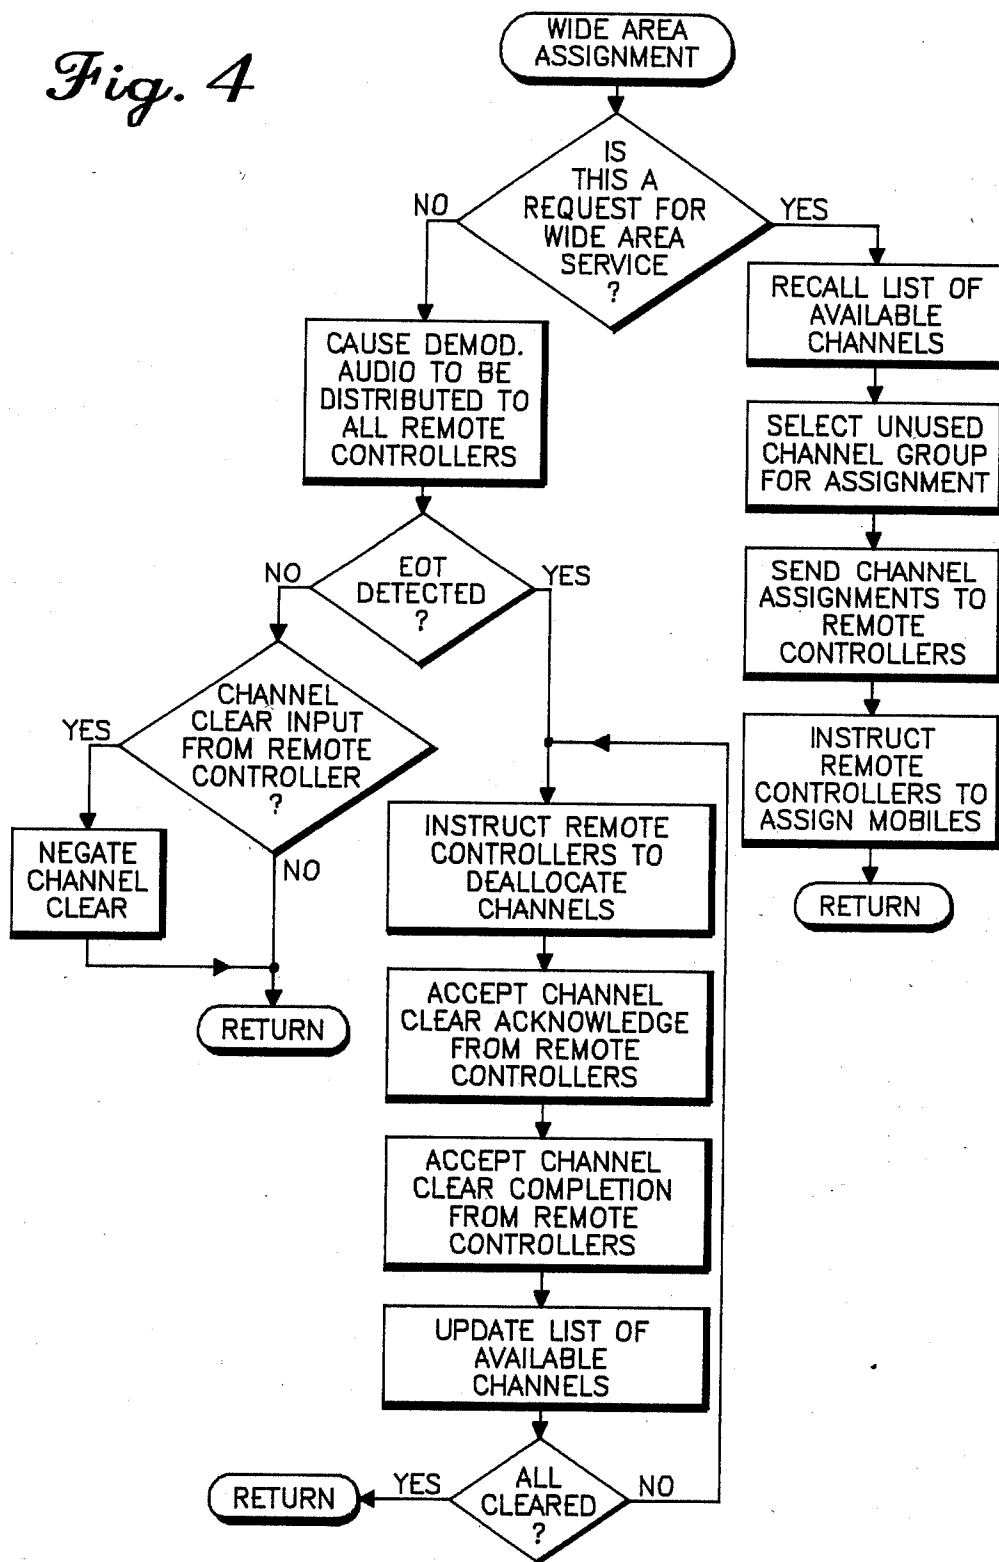 Fig. 4
WIDE AREA
ASSIGNMENT
IS
THIS A
REQUEST FOR
WIDE AREA
SERVICE
?
NO
YES
CAUSE DEMOD.
AUDIO TO BE
DISTRIBUTED TO
ALL REMOTE
CONTROLLERS
RECALL LIST OF
AVAILABLE
CHANNELS
SELECT UNUSED
CHANNEL GROUP
FOR ASSIGNMENT
SEND CHANNEL
ASSIGNMENTS TO
REMOTE
CONTROLLERS
INSTRUCT
REMOTE
CONTROLLERS TO
ASSIGN MOBILES
RETURN
EOT
DETECTED
?
NO
YES
CHANNEL
CLEAR INPUT
FROM REMOTE
CONTROLLER
?
YES
NO
NEGATE
CHANNEL
CLEAR
RETURN
INSTRUCT REMOTE
CONTROLLERS TO
DEALLOCATE
CHANNELS
ACCEPT CHANNEL
CLEAR ACKNOWLEDGE
FROM REMOTE
CONTROLLERS
ACCEPT CHANNEL
CLEAR COMPLETION
FROM REMOTE
CONTROLLERS
UPDATE LIST OF
AVAILABLE
CHANNELS
ALL
CLEARED
?
YES
NO
RETURN